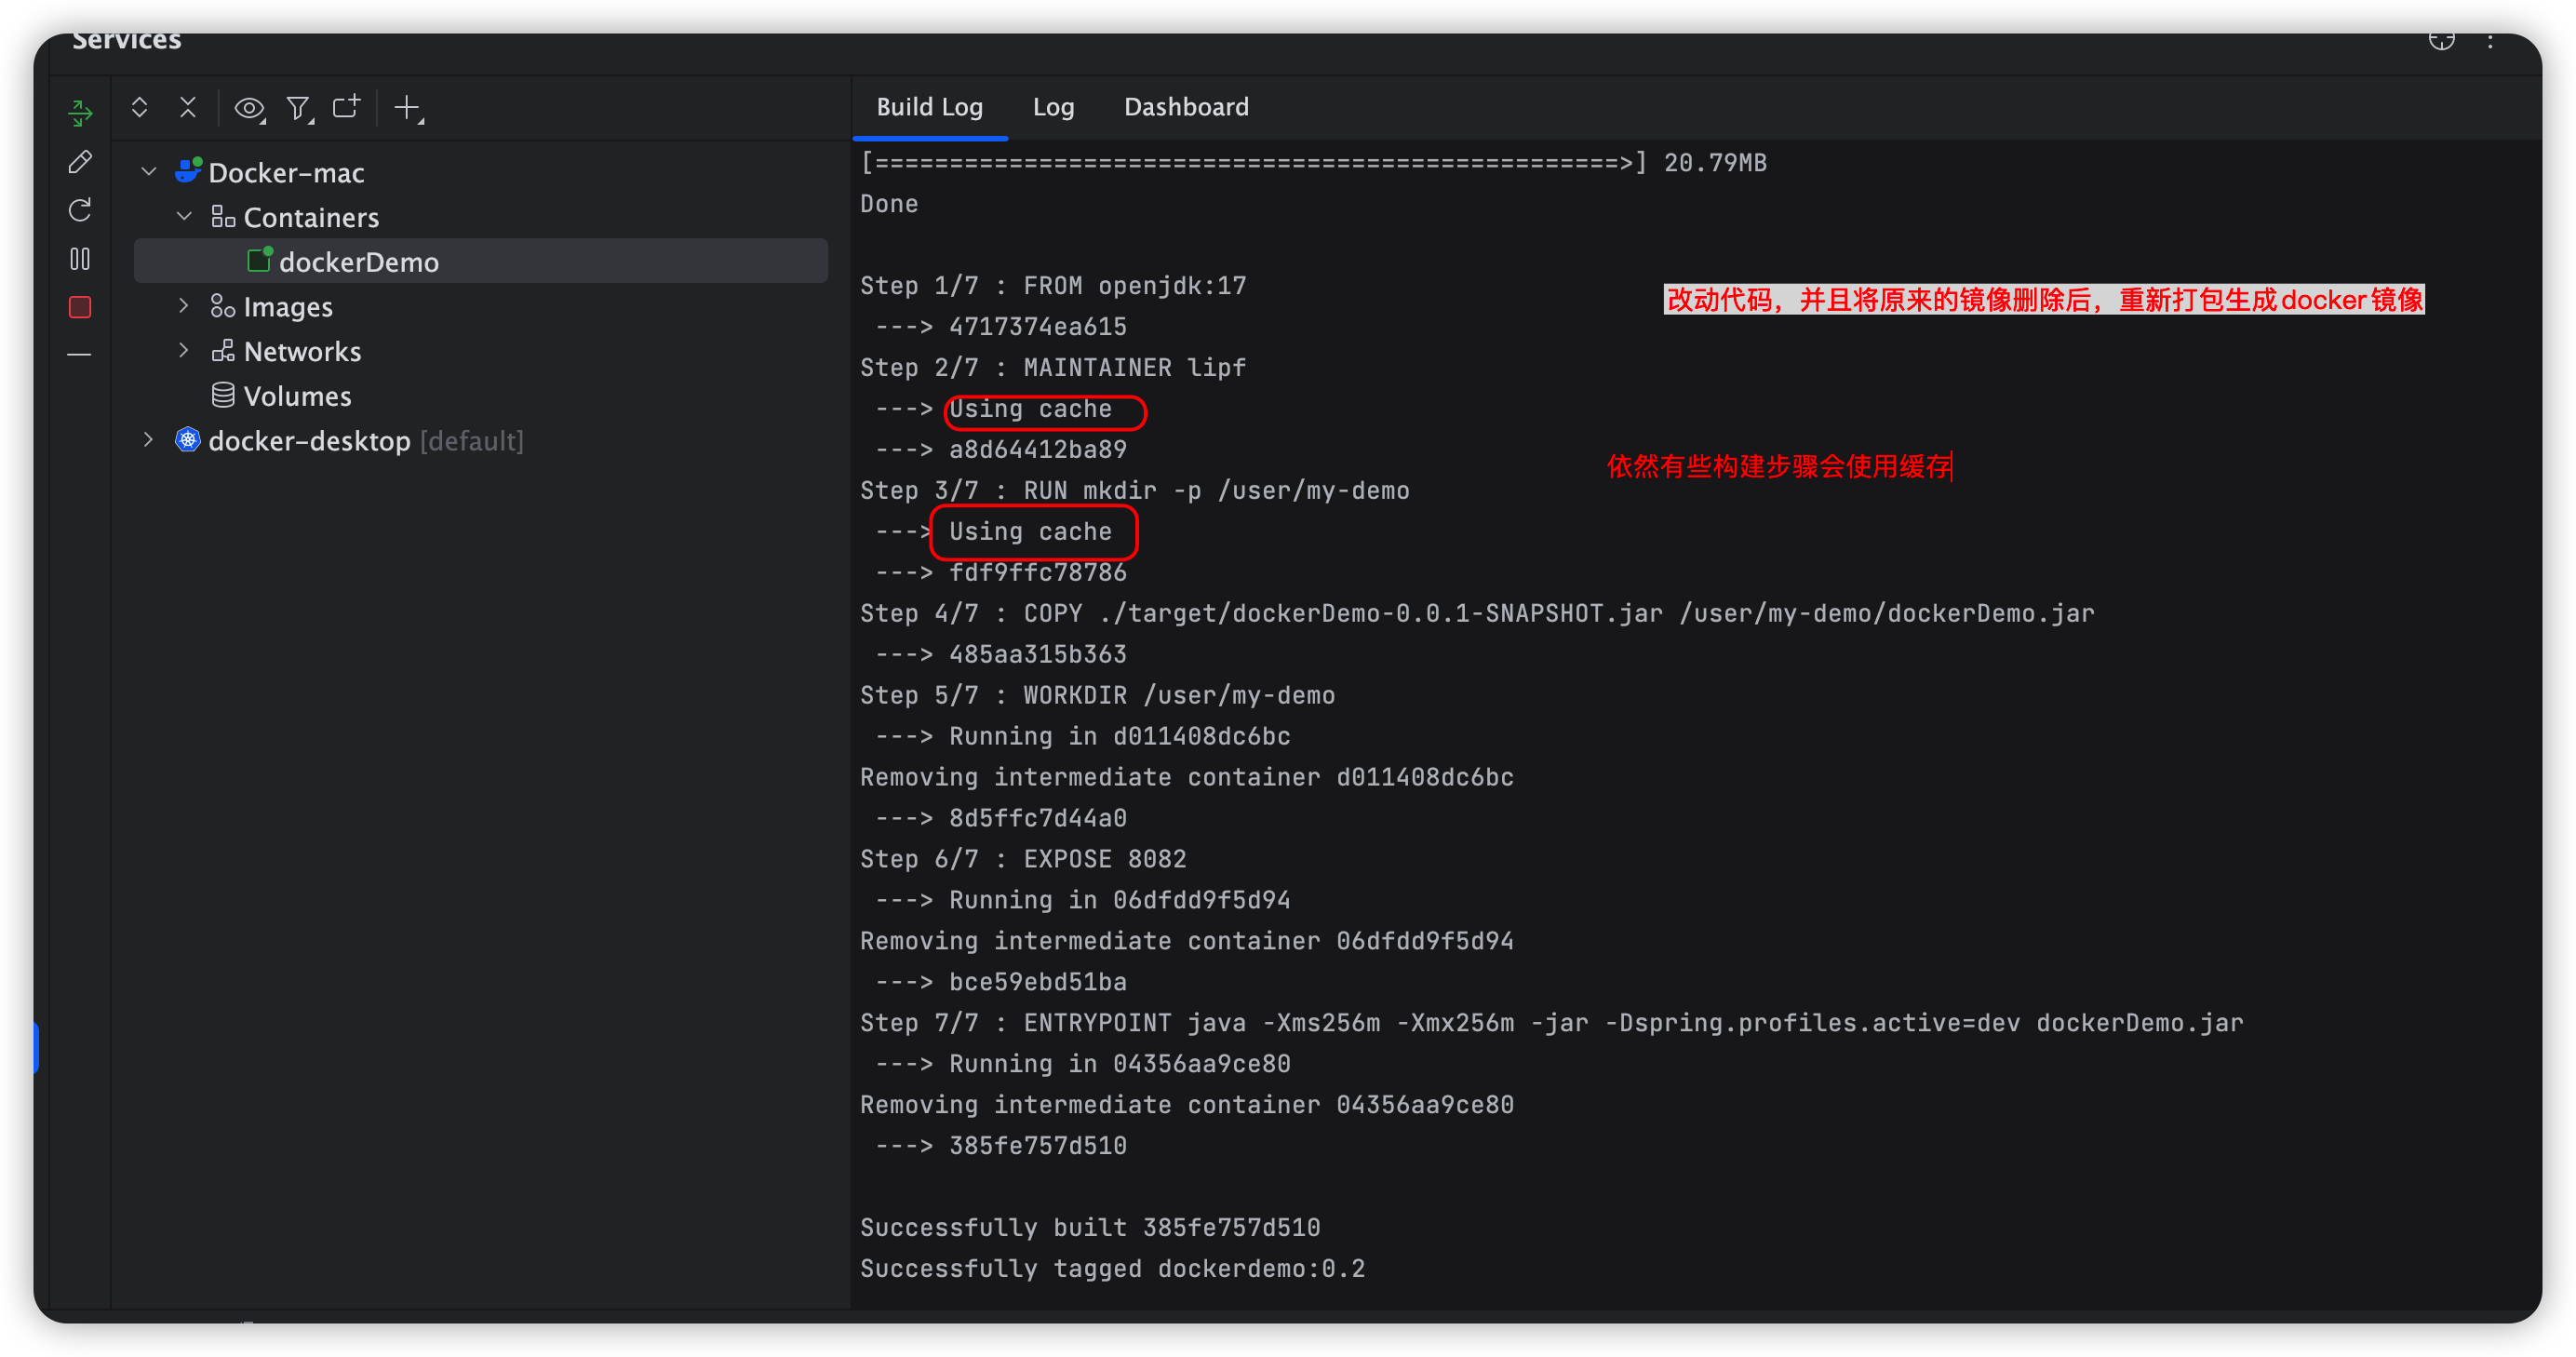 Services
Build Log
Log
Dashboard
Docker-mac
Containers
dockerDemo
Images
Networks
Volumes
docker-desktop [default]
[==================================================>] 20.79MB
Done
Step 1/7 : FROM openjdk:17
---> 4717374ea615
Step 2/7 : MAINTAINER lipf
---> Using cache
---> a8d64412ba89
Step 3/7 : RUN mkdir -p /user/my-demo
---> Using cache
---> fdf9ffc78786
Step 4/7 : COPY ./target/dockerDemo-0.0.1-SNAPSHOT.jar /user/my-demo/dockerDemo.jar
---> 485aa315b363
Step 5/7 : WORKDIR /user/my-demo
---> Running in d011408dc6bc
Removing intermediate container d011408dc6bc
---> 8d5ffc7d44a0
Step 6/7 : EXPOSE 8082
---> Running in 06dfdd9f5d94
Removing intermediate container 06dfdd9f5d94
---> bce59ebd51ba
Step 7/7 : ENTRYPOINT java -Xms256m -Xmx256m -jar -Dspring.profiles.active=dev dockerDemo.jar
---> Running in 04356aa9ce80
Removing intermediate container 04356aa9ce80
---> 385fe757d510
Successfully built 385fe757d510
Successfully tagged dockerdemo:0.2
改动代码，并且将原来的镜像删除后，重新打包生成docker镜像
依然有些构建步骤会使用缓存